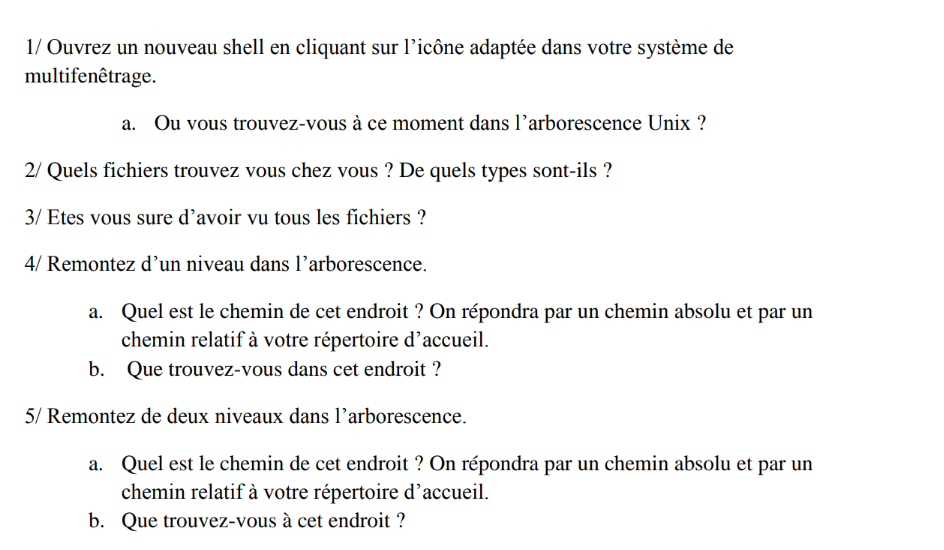 1/ Ouvrez un nouveau shell en cliquant sur l’icône adaptée dans votre système de
multifenêtrage.
a. Ou vous trouvez-vous à ce moment dans l’arborescence Unix ?
2/ Quels fichiers trouvez vous chez vous ? De quels types sont-ils ?
3/ Etes vous sure d’avoir vu tous les fichiers ?
4/ Remontez d’un niveau dans l’arborescence.
a. Quel est le chemin de cet endroit ? On répondra par un chemin absolu et par un
chemin relatif à votre répertoire d’accueil.
b. Que trouvez-vous dans cet endroit ?
5/ Remontez de deux niveaux dans l’arborescence.
a. Quel est le chemin de cet endroit ? On répondra par un chemin absolu et par un
chemin relatif à votre répertoire d’accueil.
b. Que trouvez-vous à cet endroit ?